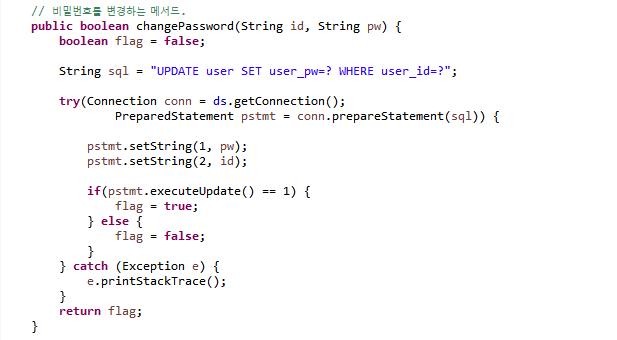 // 비밀번호를 변경하는 메서드.
public boolean changePassword(String id, String pw) {
boolean flag = false;
String sql = "UPDATE user SET user_pw=? WHERE user_id=?";
try(Connection conn = ds.getConnection();
PreparedStatement pstmt = conn.prepareStatement(sql)) {
pstmt.setString(1, pw);
pstmt.setString(2, id);
if(pstmt.executeUpdate() == 1) {
flag = true;
} else {
flag = false;
}
} catch (Exception e) {
e.printStackTrace();
}
return flag;
}